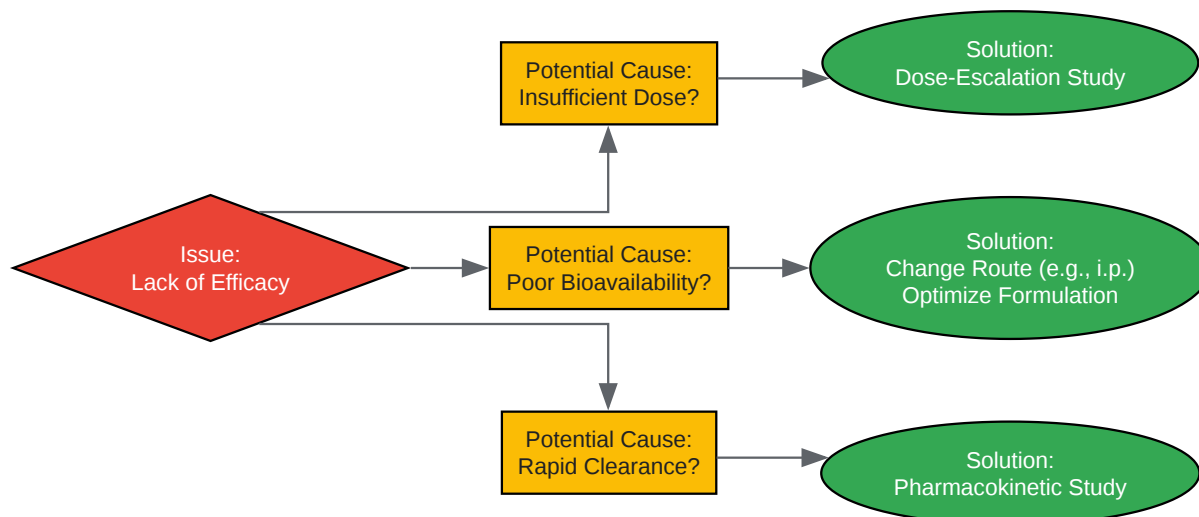 Issue:
Lack of Efficacy
Potential Cause:
Insufficient Dose?
Solution:
Dose-Escalation Study
Potential Cause:
Poor Bioavailability?
Solution:
Change Route (e.g., i.p.)
Optimize Formulation
Potential Cause:
Rapid Clearance?
Solution:
Pharmacokinetic Study